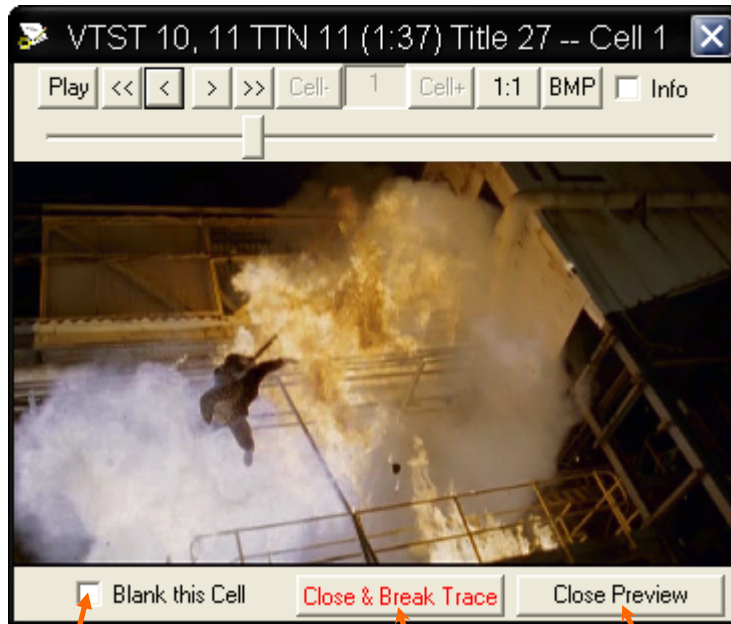 VTST 10, 11 TTN 11 (1:37) Title 27 -- Cell 1
Play << < > >> Cell- 1 Cell+ 1:1 BMP Info
Blank this Cell Close & Break Trace Close Preview